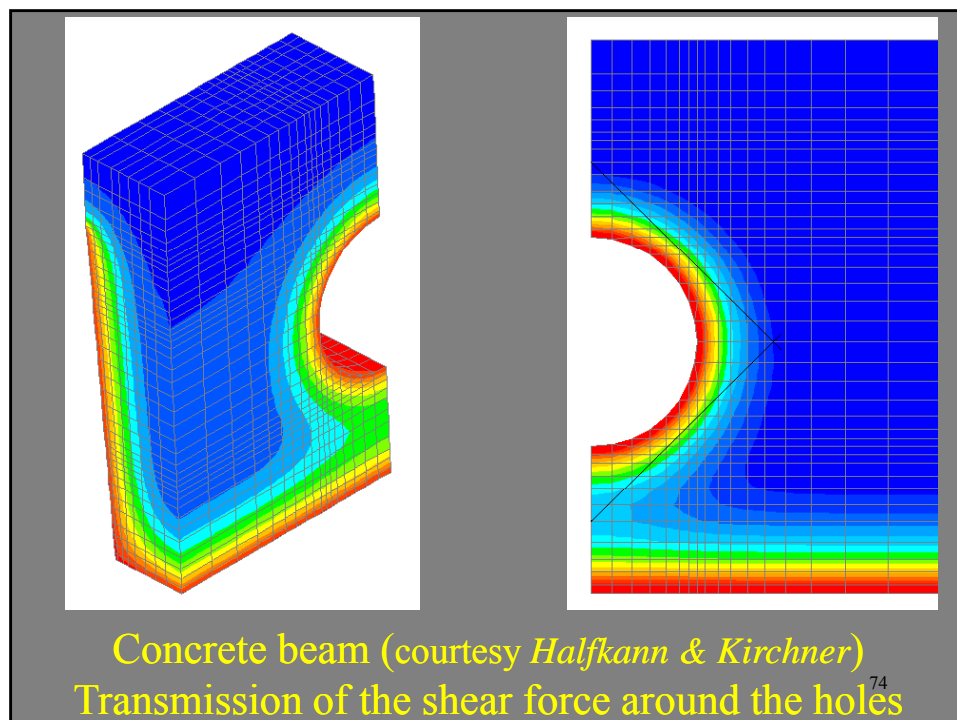 Concrete beam (courtesy Halfkann & Kirchner)
Transmission of the shear force around the holes
74